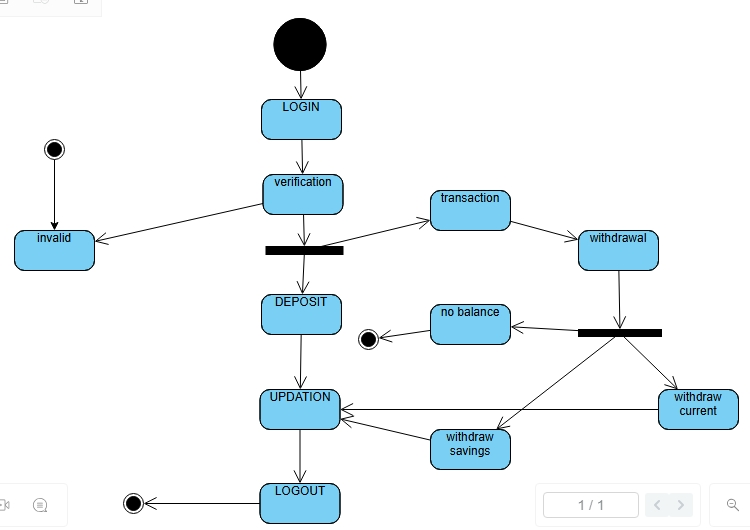 LOGIN
verification
transaction
invalid
withdrawal
DEPOSIT
no balance
UPDATION
withdraw
current
withdraw
savings
LOGOUT
1 / 1